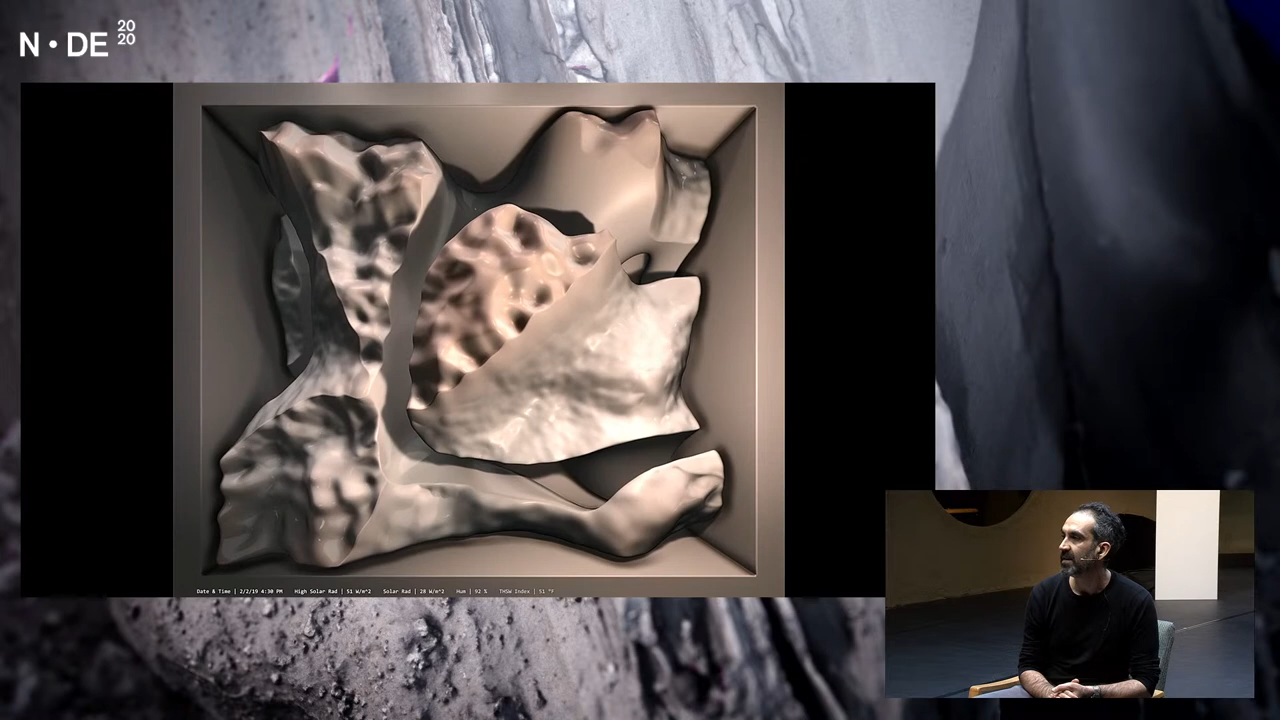 N•DE 20
20
Date & Time | 2/2/19 4:30 PM High Solar Rad | 51 W/m^2 Solar Rad | 28 W/m^2 Hum | 92 % THSW Index | 51 °F